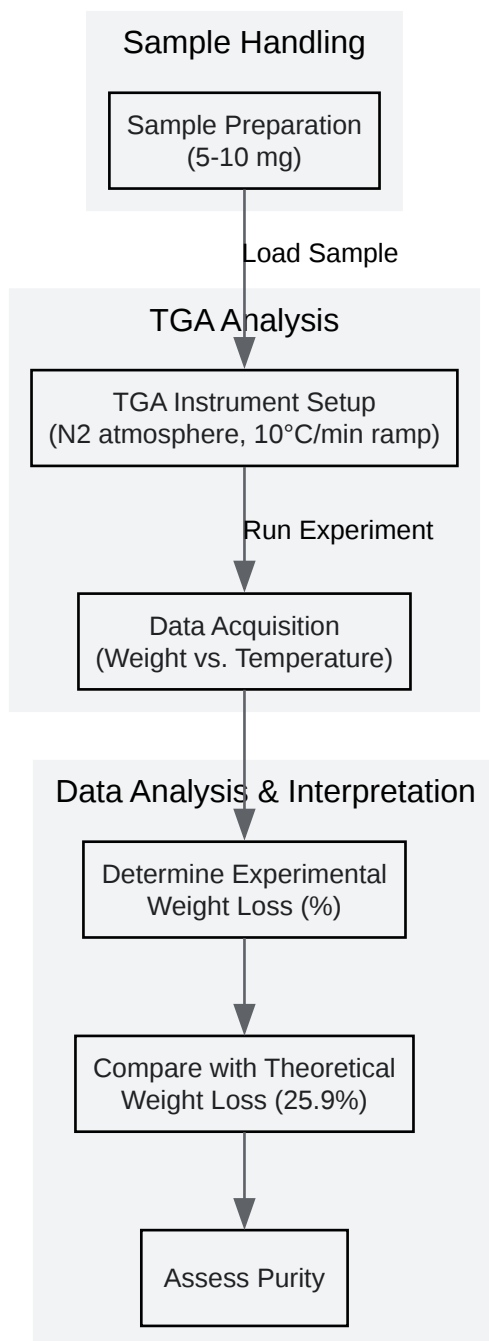 Sample Handling
Sample Preparation
(5-10 mg)
Load Sample
TGA Analysis
TGA Instrument Setup
(N2 atmosphere, 10°C/min ramp)
Run Experiment
Data Acquisition
(Weight vs. Temperature)
Data Analysis & Interpretation
Determine Experimental
Weight Loss (%)
Compare with Theoretical
Weight Loss (25.9%)
Assess Purity